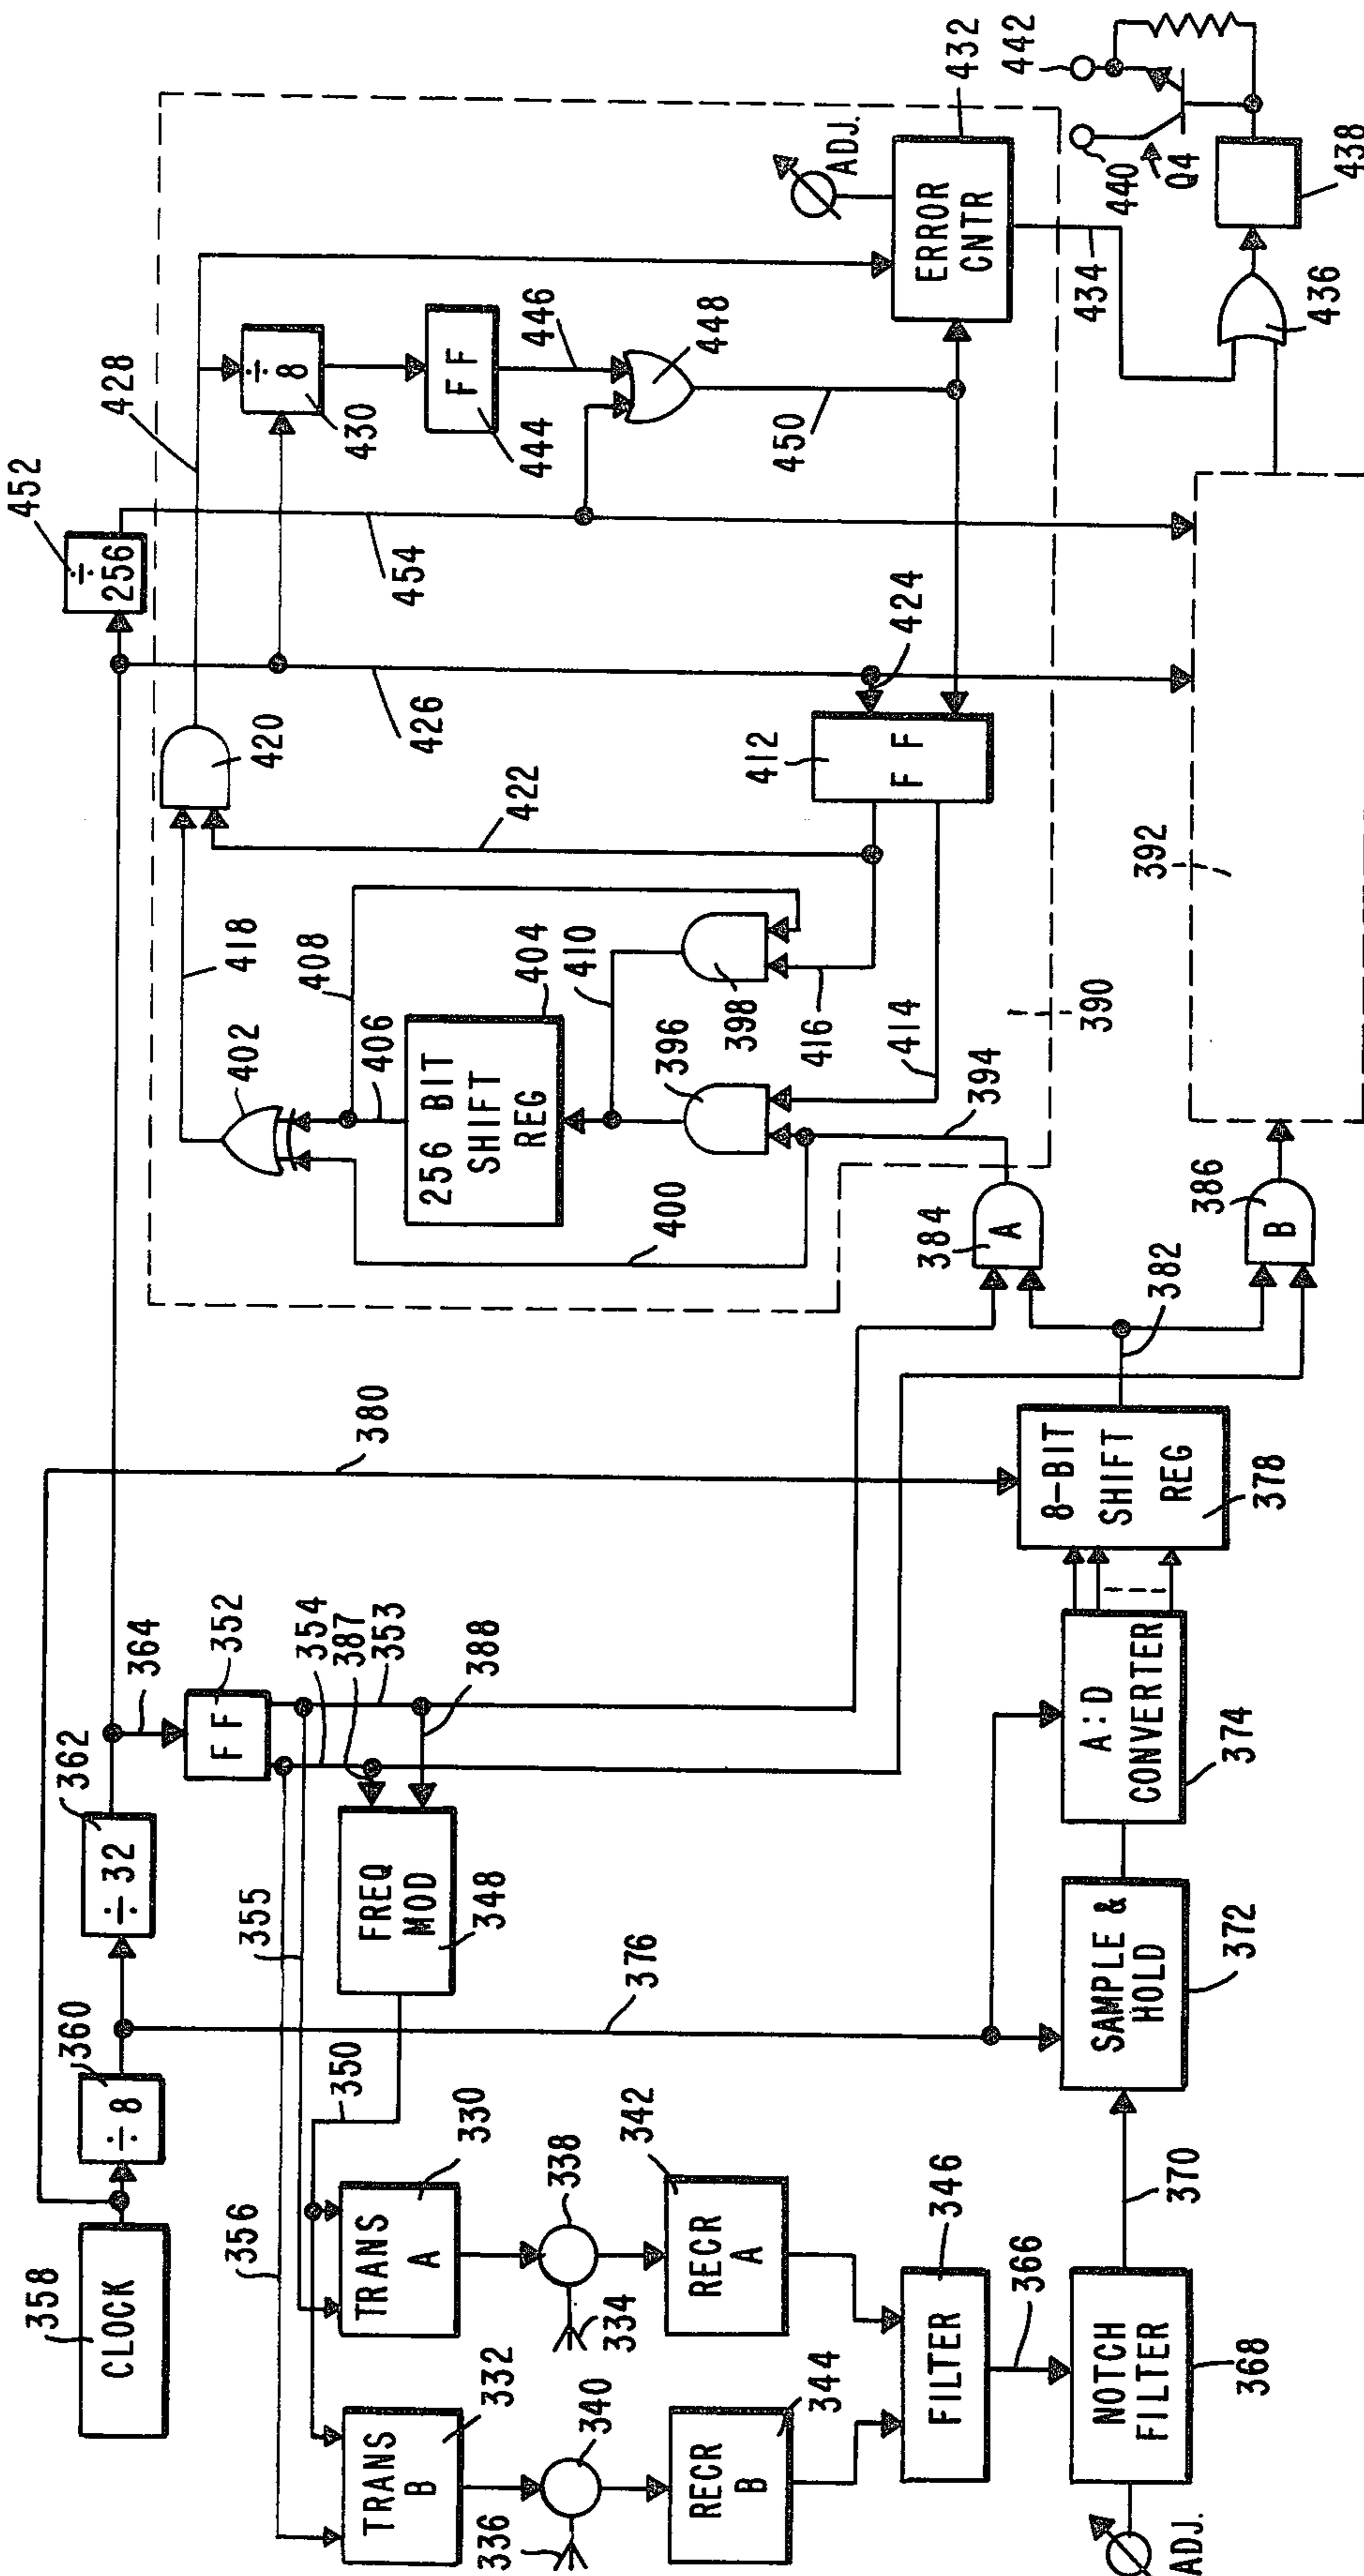 358
CLOCK
360
÷ 8
362
÷ 32
364
FF
352
354
387
353
388
380
355
356
350
FREQ
MOD
348
376
TRANS
A
330
TRANS
B
332
338
334
340
336
RECR
A
342
RECR
B
344
FILTER
346
366
NOTCH
FILTER
368
ADJ.
370
SAMPLE &
HOLD
372
A:D
CONVERTER
374
8-BIT
SHIFT
REG
378
382
A
384
B
386
390
392
394
396
398
400
402
256 BIT
SHIFT
REG
404
406
408
410
FF
412
414
416
418
420
422
424
426
428
÷
8
430
FF
444
446
448
450
÷
256
452
454
ADJ.
ERROR
CNTR
432
434
436
438
440
442
Q4